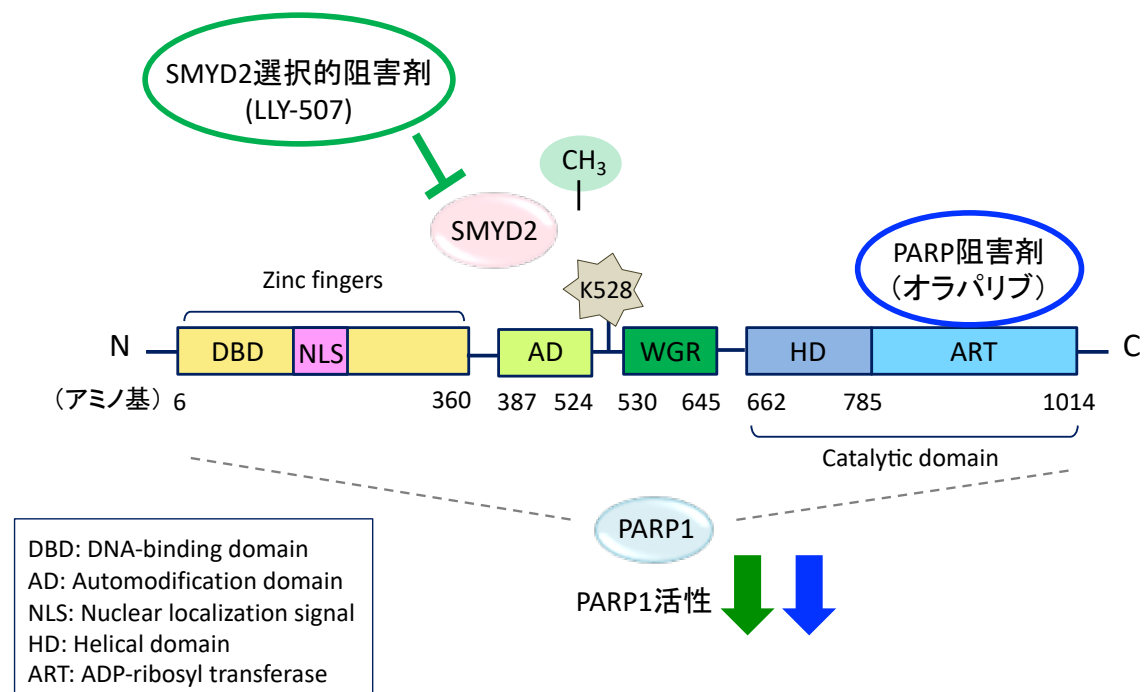 SMYD2選択的阻害剤
(LLY-507)
CH3
SMYD2
PARP阻害剤
（オラパリブ）
Zinc fingers
K528
N
DBD
NLS
AD
WGR
HD
ART
C
（アミノ基）
6
360
387
524
530
645
662
785
1014
Catalytic domain
PARP1
PARP1活性
DBD: DNA-binding domain
AD: Automodification domain
NLS: Nuclear localization signal
HD: Helical domain
ART: ADP-ribosyl transferase